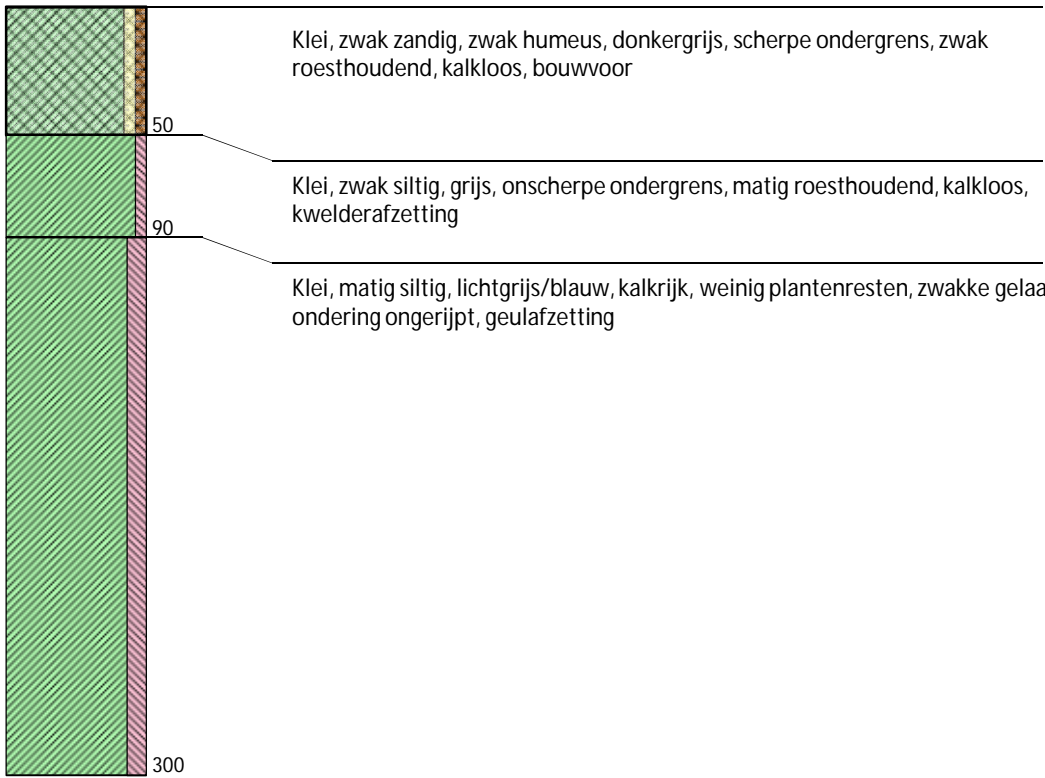 Klei, zwak zandig, zwak humeus, donkergrijs, scherpe ondergrens, zwak
roesthoudend, kalkloos, bouwvoor
50
Klei, zwak siltig, grijs, onscherpe ondergrens, matig roesthoudend, kalkloos,
kwelderafzetting
90
Klei, matig siltig, lichtgrijs/blauw, kalkrijk, weinig plantenresten, zwakke gelaa
ondering ongerijpt, geulafzetting
300